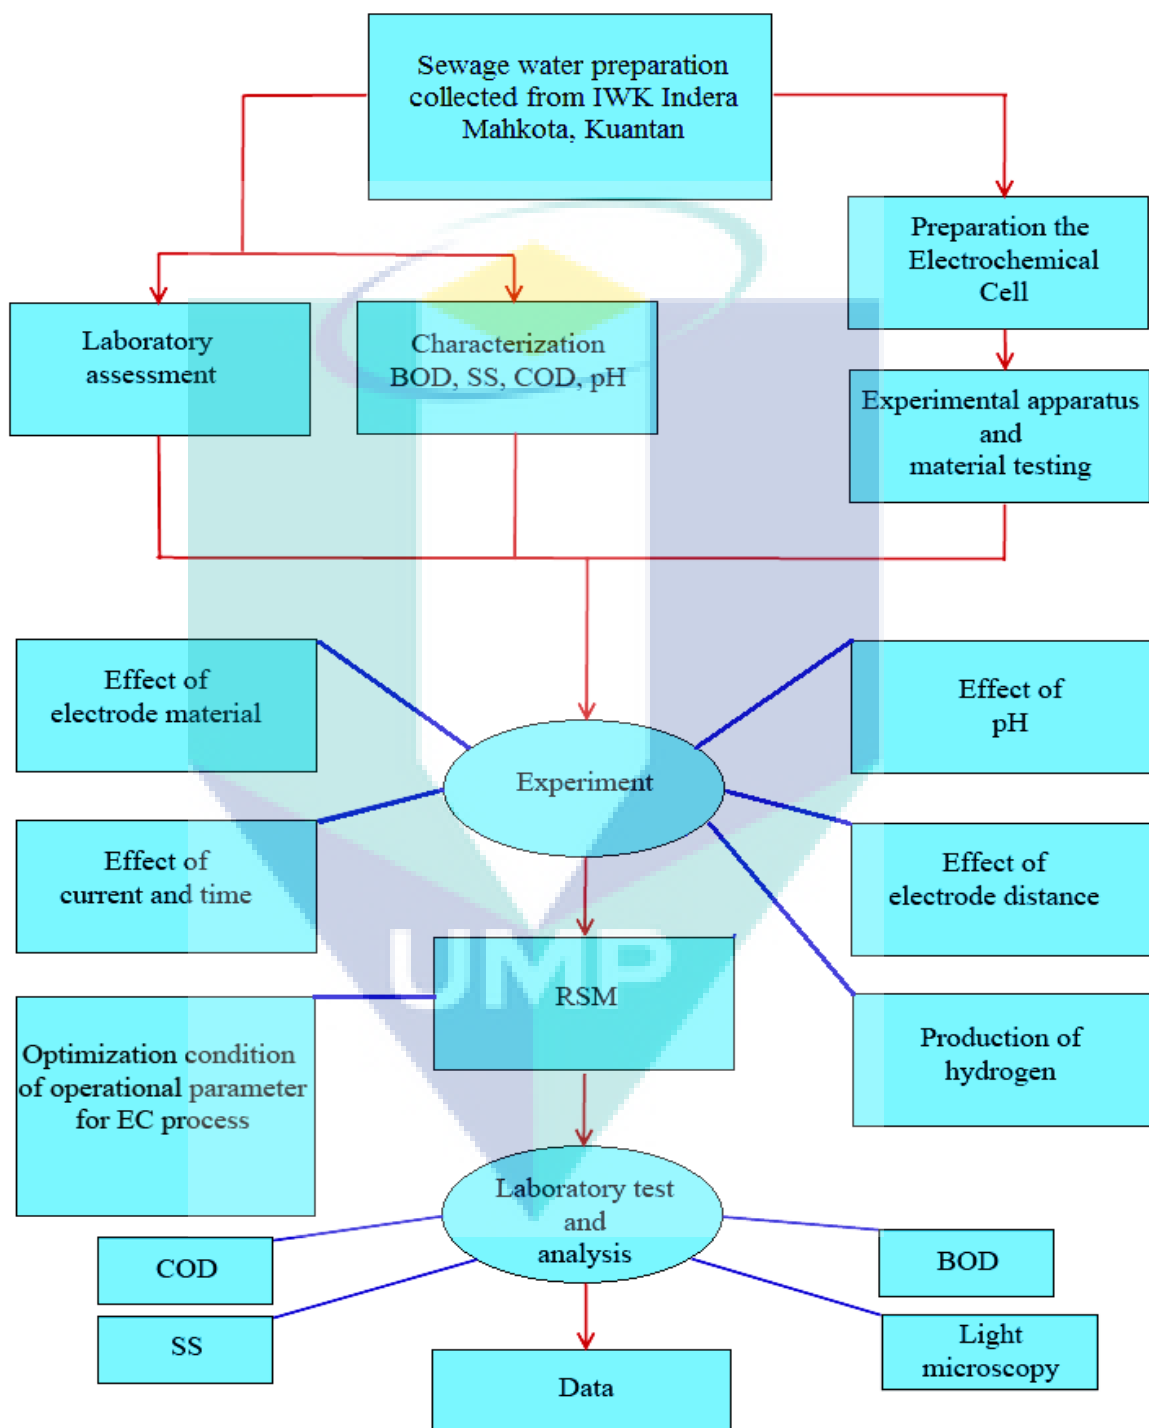 Sewage water preparation
collected from IWK Indera
Mahkota, Kuantan
Preparation the
Electrochemical
Cell
Laboratory
assessment
Characterization
BOD, SS, COD, pH
Experimental apparatus
and
material testing
Effect of
electrode material
Effect of
pH
Experiment
Effect of
current and time
Effect of
electrode distance
UMP
RSM
Optimization condition
of operational parameter
for EC process
Production of
hydrogen
Laboratory test
and
analysis
COD
BOD
SS
Light
microscopy
Data